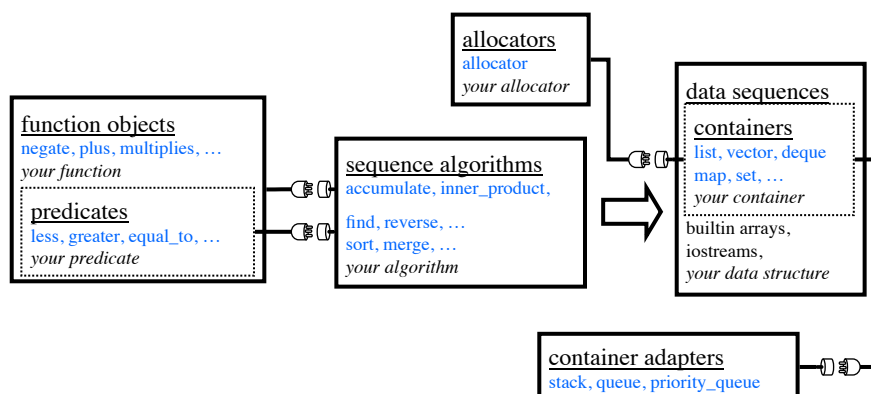 allocators
allocator
your allocator
function objects
negate, plus, multiplies, …
your function
predicates
less, greater, equal_to, …
your predicate
sequence algorithms
accumulate, inner_product,
find, reverse, …
sort, merge, …
your algorithm
data sequences
containers
list, vector, deque
map, set, …
your container
builtin arrays,
iostreams,
your data structure
container adapters
stack, queue, priority_queue